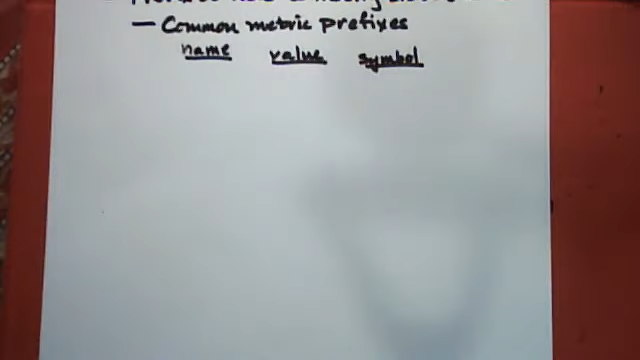 — Common metric prefixes
name value symbol